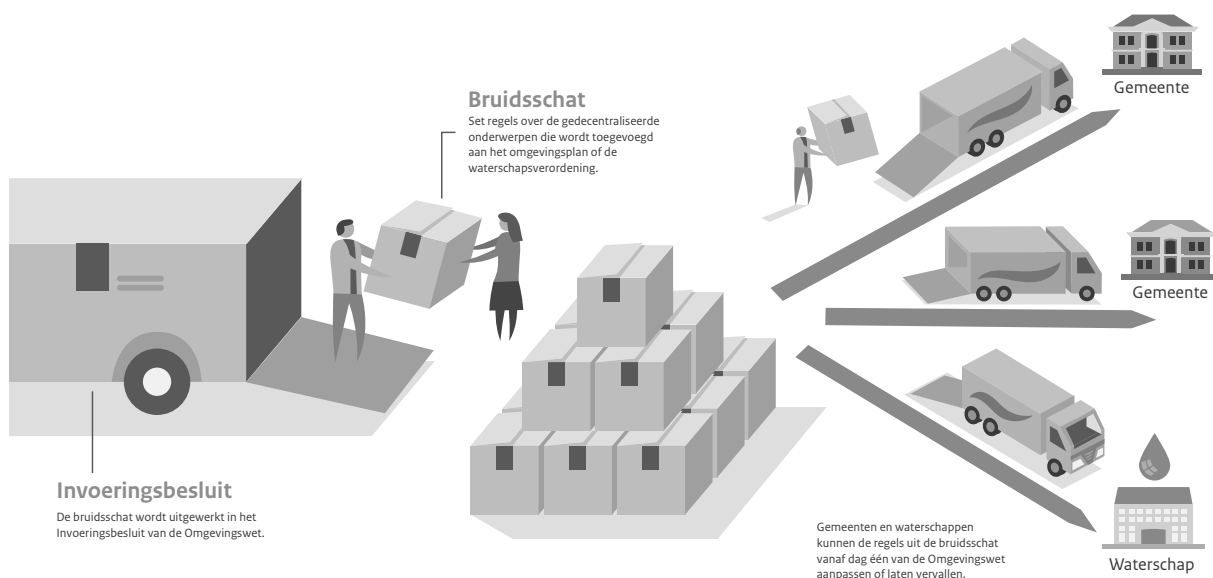 Bruidsschat
Set regels over de gedecentraliseerde
onderwerpen die wordt toegevoegd
aan het omgevingsplan of de
waterschapsverordening.
Invoeringsbesluit
De bruidsschat wordt uitgewerkt in het
Invoeringsbesluit van de Omgevingswet.
Gemeente
Gemeente
Gemeenten en waterschappen
kunnen de regels uit de bruidsschat
vanaf dag één van de Omgevingswet
aanpassen of laten vervallen.
Waterschap